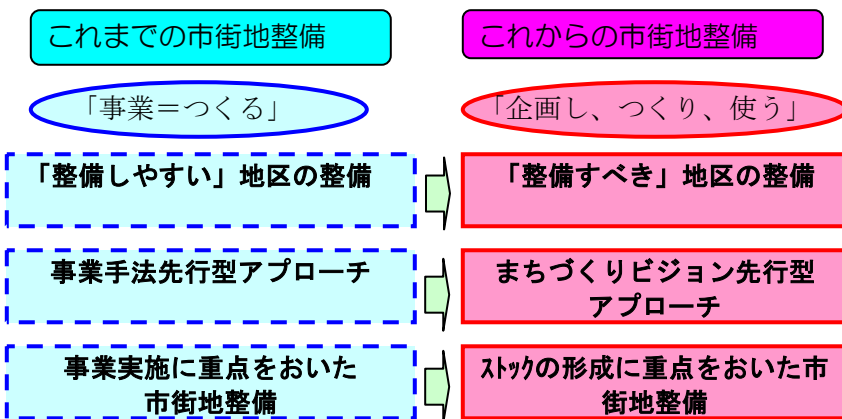 これまでの市街地整備
これからの市街地整備
「事業＝つくる」
「企画し、つくり、使う」
「整備しやすい」地区の整備
「整備すべき」地区の整備
事業手法先行型アプローチ
まちづくりビジョン先行型
アプローチ
事業実施に重点をおいた
市街地整備
ｽﾄｯｸの形成に重点をおいた市
街地整備